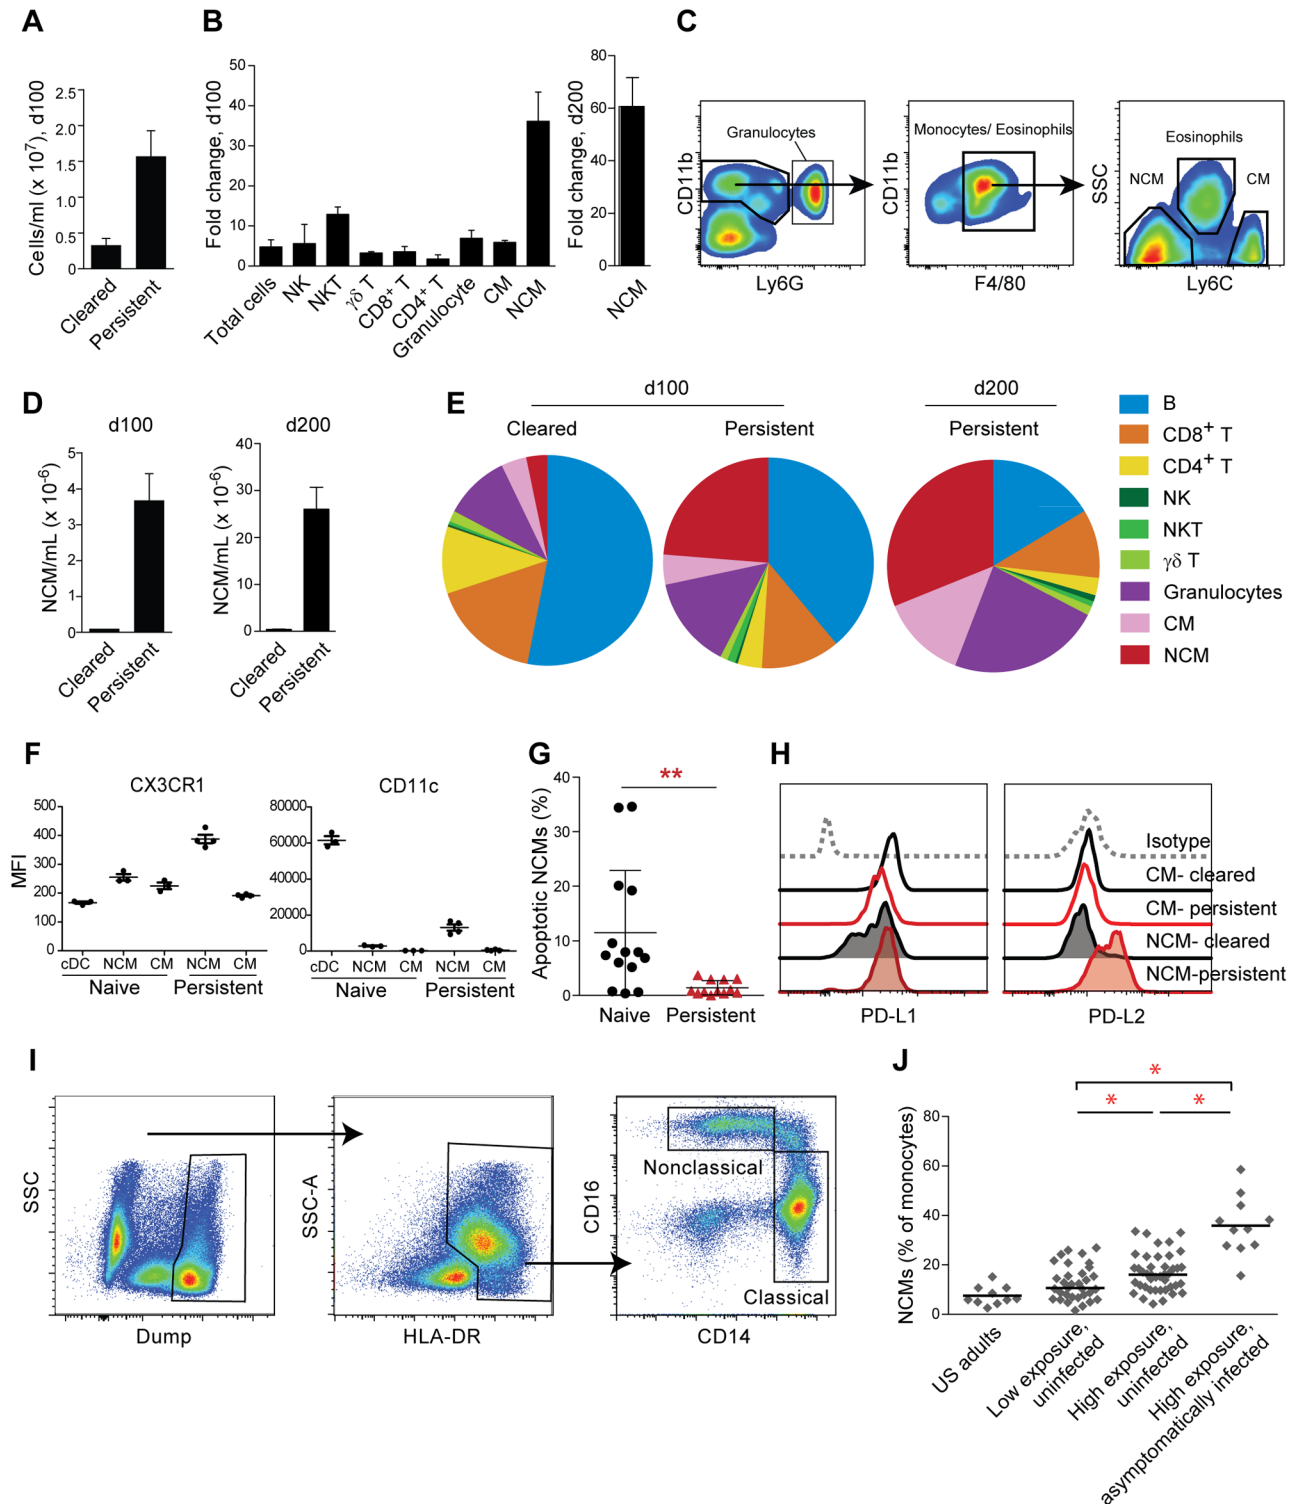 A
Cells/ml (x 10⁷), d100
2.5
2.0
1.5
1.0
0.5
0
Cleared
Persistent
B
Fold change, d100
50
40
30
20
10
0
Total cells
NK
NKT
γδ T
CD8⁺ T
CD4⁺ T
Granulocyte
CM
NCM
Fold change, d200
80
60
40
20
0
NCM
C
Granulocytes
CD11b
Ly6G
Monocytes/ Eosinophils
CD11b
F4/80
Eosinophils
NCM
CM
SSC
Ly6C
D
d100
NCM/mL (x 10⁻⁶)
5
4
3
2
1
0
Cleared
Persistent
d200
NCM/mL (x 10⁻⁶)
40
30
20
10
0
Cleared
Persistent
E
d100
d200
Cleared
Persistent
Persistent
B
CD8⁺ T
CD4⁺ T
NK
NKT
γδ T
Granulocytes
CM
NCM
F
CX3CR1
MFI
500
400
300
200
100
0
cDC
NCM
CM
NCM
CM
Naive
Persistent
CD11c
80000
60000
40000
20000
0
cDC
NCM
CM
NCM
CM
Naive
Persistent
G
Apoptotic NCMs (%)
40
30
20
10
0
**
Naive
Persistent
H
Isotype
CM- cleared
CM- persistent
NCM- cleared
NCM-persistent
PD-L1
PD-L2
I
SSC
Dump
SSC-A
HLA-DR
CD16
Nonclassical
Classical
CD14
J
NCMs (% of monocytes)
80
60
40
20
0
*
*
*
US adults
Low exposure,
uninfected
High exposure,
uninfected
High exposure,
asymptomatically infected